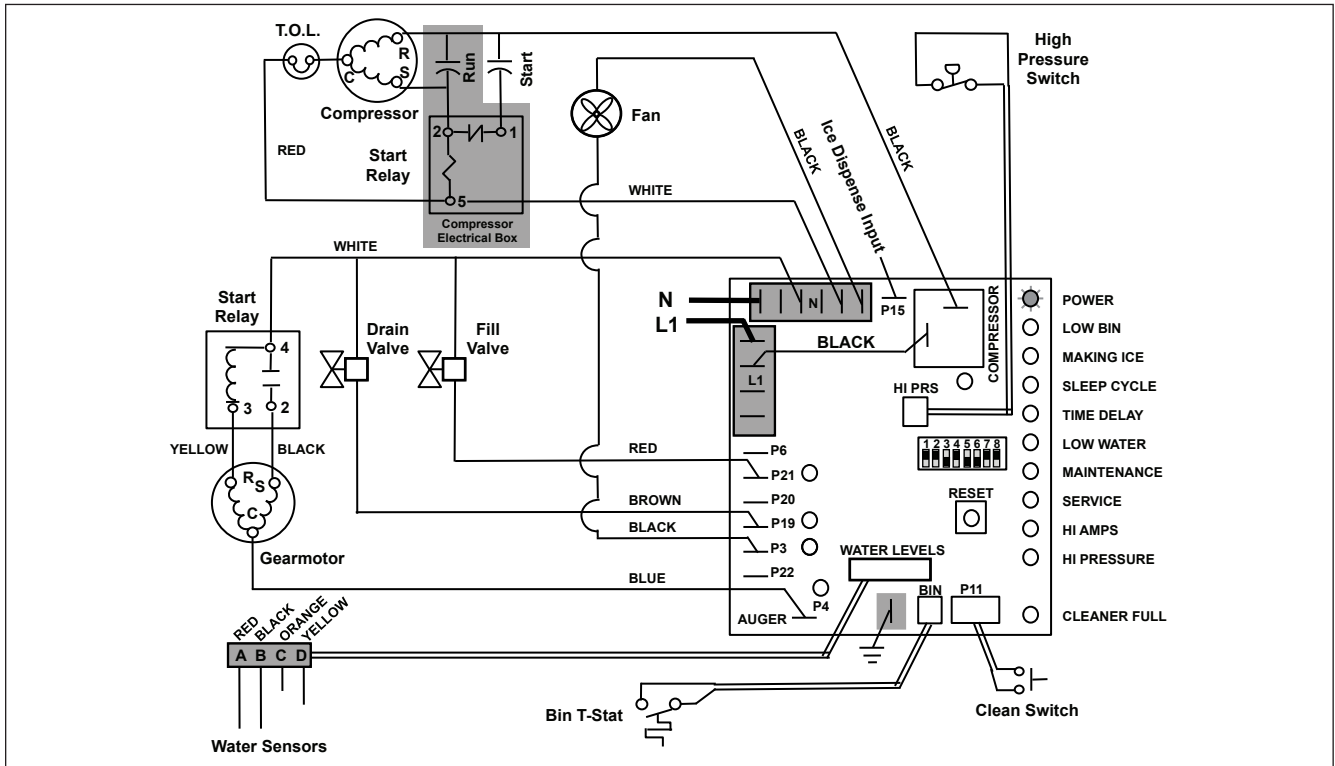 T.O.L.
R
S
C
Compressor
Run
Start
2
1
5
Start
Relay
Compressor
Electrical Box
RED
WHITE
Fan
BLACK
Ice Dispense Input
BLACK
High
Pressure
Switch
WHITE
Start
Relay
4
3
2
YELLOW
BLACK
R
S
C
Gearmotor
Drain
Valve
Fill
Valve
N
L1
N
P15
BLACK
L1
COMPRESSOR
HI PRS
1 2 3 4 5 6 7 8
RESET
POWER
LOW BIN
MAKING ICE
SLEEP CYCLE
TIME DELAY
LOW WATER
MAINTENANCE
SERVICE
HI AMPS
HI PRESSURE
CLEANER FULL
RED
BROWN
BLACK
BLUE
P6
P21
P20
P19
P3
P22
P4
AUGER
WATER LEVELS
BIN
P11
RED
BLACK
ORANGE
YELLOW
A B C D
Water Sensors
Bin T-Stat
Clean Switch